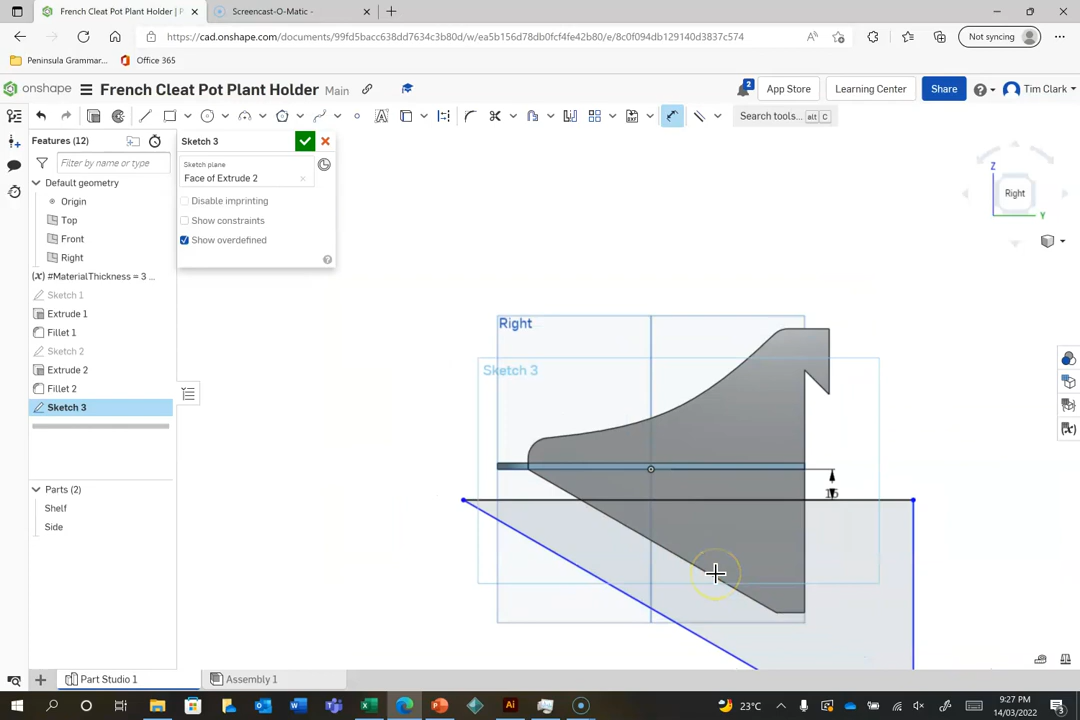 French Cleat Pot Plant Holder |
Screencast-O-Matic -
https://cad.onshape.com/documents/99fd5bacc638dd7634c3b80d/w/ea5b156d78db0fcf4fe42b80/e/8c0f094db129140d3837c574
Not syncing
Peninsula Grammar...
Office 365
onshape
French Cleat Pot Plant Holder
Main
2
App Store
Learning Center
Share
Tim Clark
Search tools...
alt
C
Features (12)
Filter by name or type
Default geometry
Origin
Top
Front
Right
(x) #MaterialThickness = 3 ...
Sketch 1
Extrude 1
Fillet 1
Sketch 2
Extrude 2
Fillet 2
Sketch 3
Parts (2)
Shelf
Side
Sketch 3
Sketch plane
Face of Extrude 2
Disable imprinting
Show constraints
Show overdefined
Z
Right
Y
Right
Sketch 3
15
Part Studio 1
Assembly 1
23°C
9:27 PM
14/03/2022
3